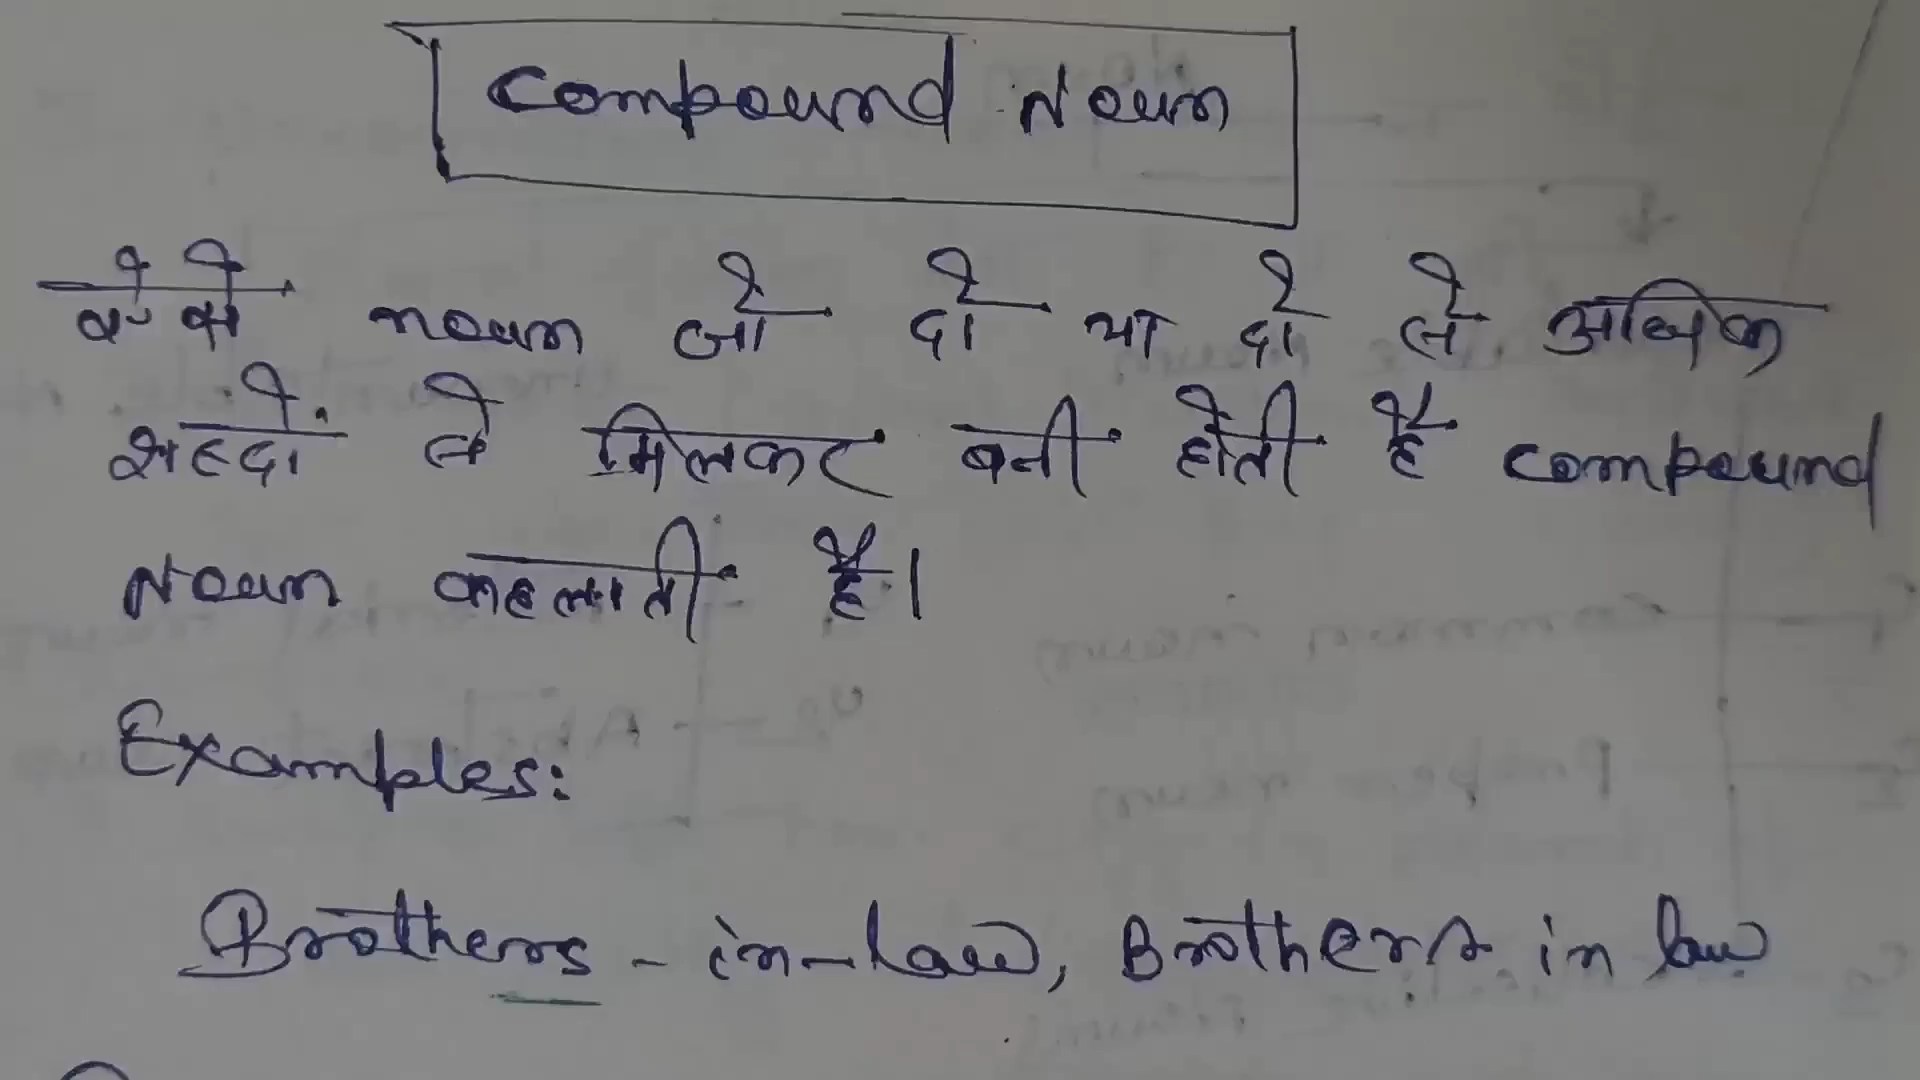 Compound Noun
वे से noun जो दो या दो से अधिक
शब्दों से मिलकर बनी होती है compound
Noun कहलाती है।
Examples:
Brothers - in - law, Brothers in law